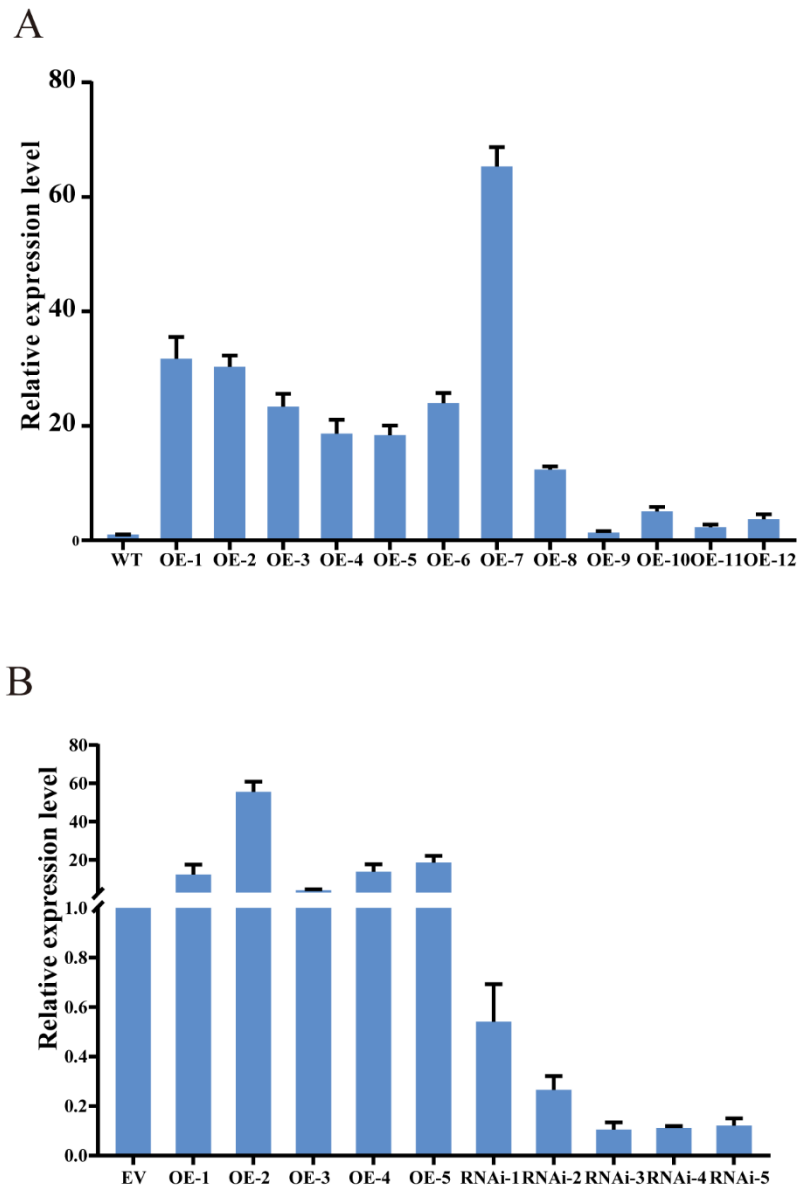 A
Relative expression level
80
60
40
20
0
WT OE-1 OE-2 OE-3 OE-4 OE-5 OE-6 OE-7 OE-8 OE-9 OE-10 OE-11 OE-12
B
Relative expression level
80
60
40
20
1.0
0.8
0.6
0.4
0.2
0.0
EV OE-1 OE-2 OE-3 OE-4 OE-5 RNAi-1 RNAi-2 RNAi-3 RNAi-4 RNAi-5